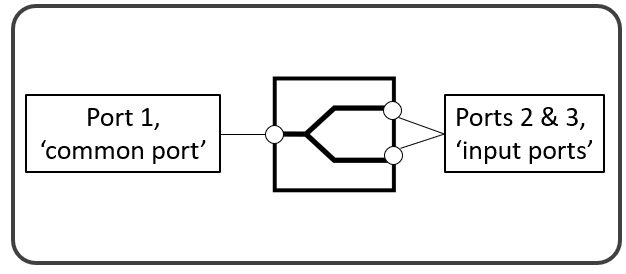 Port 1,
‘common port’
Ports 2 & 3,
‘input ports’